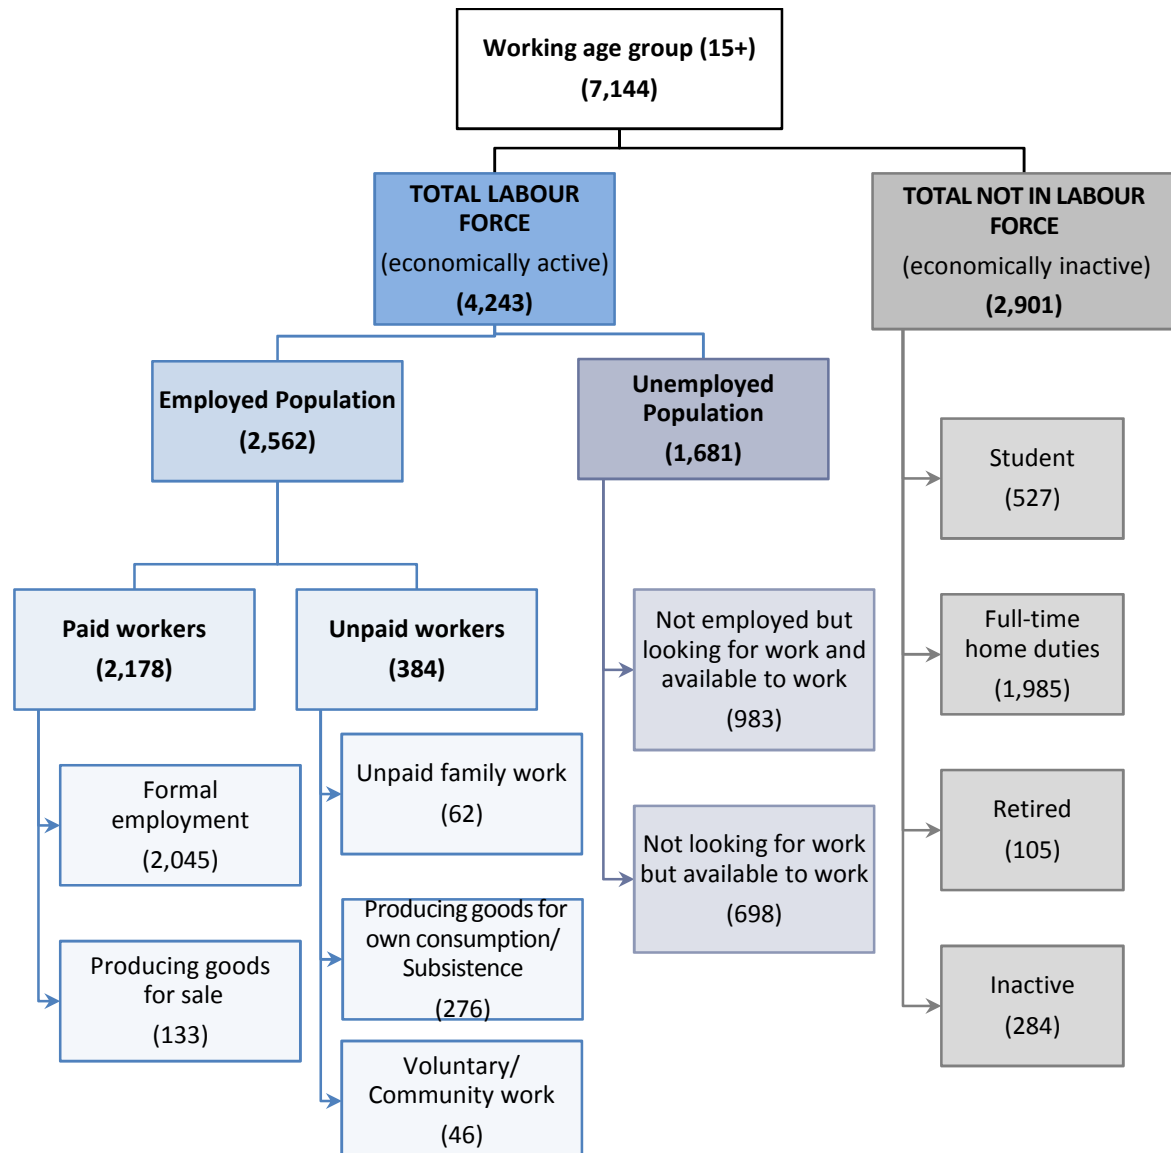 Working age group (15+)
(7,144)
TOTAL LABOUR
FORCE
(economically active)
(4,243)
TOTAL NOT IN LABOUR
FORCE
(economically inactive)
(2,901)
Employed Population
(2,562)
Unemployed
Population
(1,681)
Student
(527)
Paid workers
(2,178)
Unpaid workers
(384)
Not employed but
looking for work and
available to work
(983)
Full-time
home duties
(1,985)
Formal
employment
(2,045)
Unpaid family work
(62)
Not looking for work
but available to work
(698)
Retired
(105)
Producing goods
for sale
(133)
Producing goods for
own consumption/
Subsistence
(276)
Inactive
(284)
Voluntary/
Community work
(46)